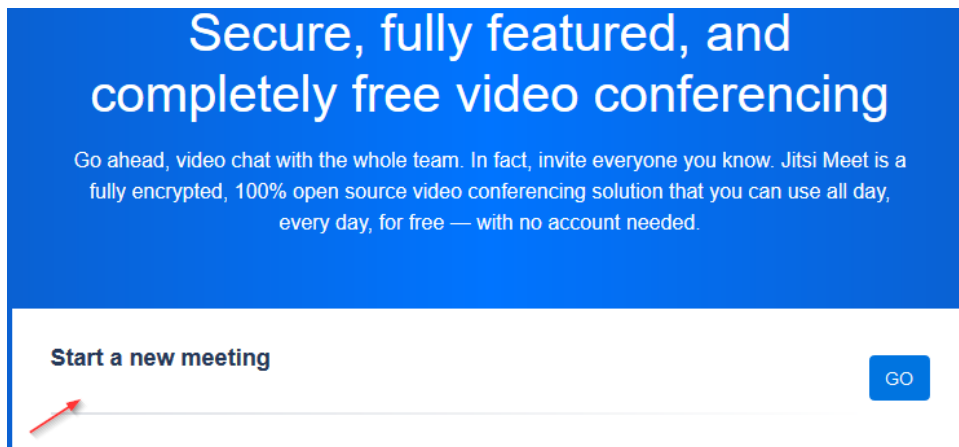 Secure, fully featured, and
completely free video conferencing
Go ahead, video chat with the whole team. In fact, invite everyone you know. Jitsi Meet is a
fully encrypted, 100% open source video conferencing solution that you can use all day,
every day, for free — with no account needed.
Start a new meeting
GO